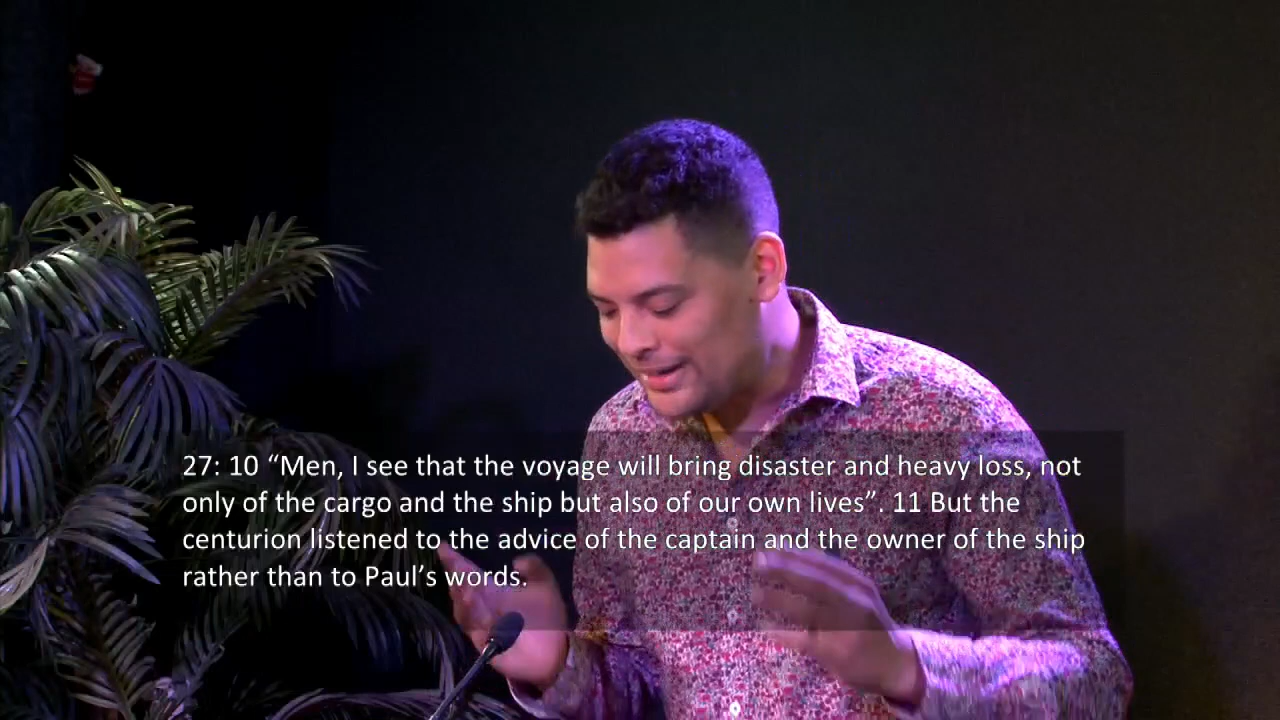 27: 10 “Men, I see that the voyage will bring disaster and heavy loss, not
only of the cargo and the ship but also of our own lives”. 11 But the
centurion listened to the advice of the captain and the owner of the ship
rather than to Paul’s words.